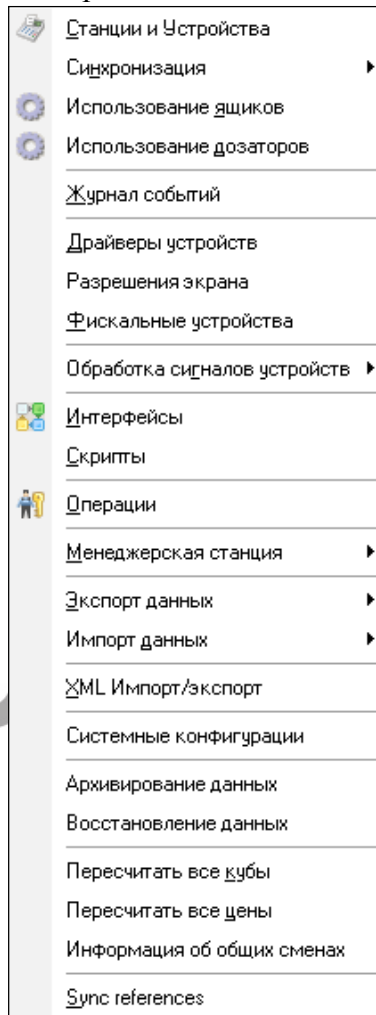 Станции и Устройства
Синхронизация
Использование ящиков
Использование дозаторов
Журнал событий
Драйверы устройств
Разрешения экрана
Фискальные устройства
Обработка сигналов устройств
Интерфейсы
Скрипты
Операции
Менеджерская станция
Экспорт данных
Импорт данных
XML Импорт/экспорт
Системные конфигурации
Архивирование данных
Восстановление данных
Пересчитать все кубы
Пересчитать все цены
Информация об общих сменах
Sync references